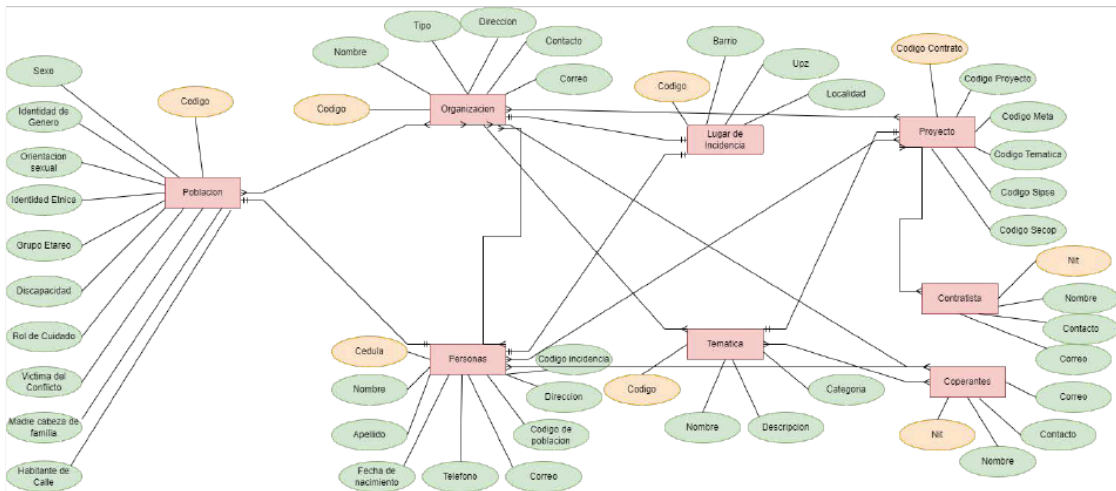 Sexo
Identidad de
Genero
Orientacion
sexual
Identidad Etnica
Grupo Etareo
Discapacidad
Rol de Cuidado
Victima del
Conflicto
Madre cabeza de
familia
Habitante de
Calle
Codigo
Poblacion
Nombre
Tipo
Direccion
Contacto
Correo
Codigo
Organizacion
Barrio
Upz
Localidad
Codigo
Lugar de
Incidencia
Codigo Contrato
Codigo Proyecto
Codigo Meta
Codigo Tematica
Codigo Sipse
Codigo Secop
Proyecto
Nit
Nombre
Contacto
Correo
Contratista
Cedula
Nombre
Apellido
Fecha de
nacimiento
Telefono
Correo
Codigo de
poblacion
Direccion
Codigo incidencia
Personas
Tematica
Codigo
Nombre
Descripcion
Categoria
Coperantes
Correo
Contacto
Nombre
Nit